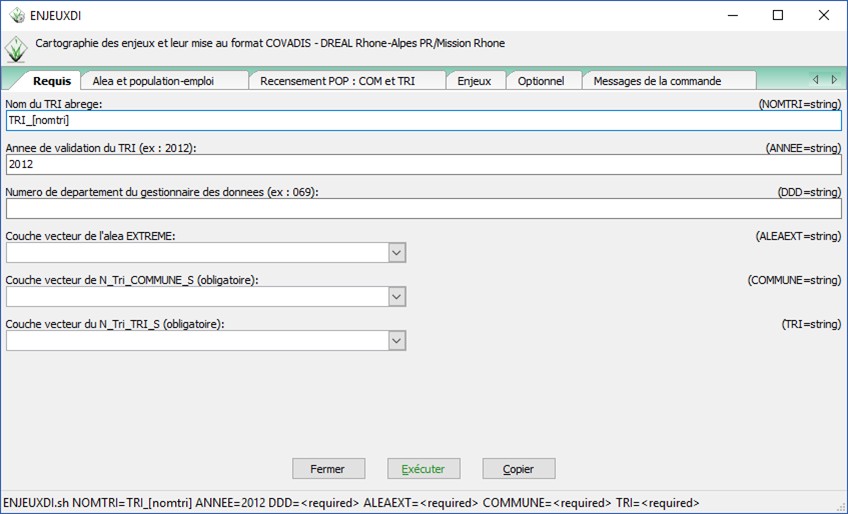 ENJEUXDI
Cartographie des enjeux et leur mise au format COVADIS - DREAL Rhone-Alpes PR/Mission Rhone
Requis Alea et population-emploi Recensement POP : COM et TRI Enjeux Optionnel Messages de la commande
Nom du TRI abrege: (NOMTRI=string)
TRI_[nomtri]
Annee de validation du TRI (ex : 2012): (ANNEE=string)
2012
Numero de departement du gestionnaire des donnees (ex : 069): (DDD=string)
Couche vecteur de l'alea EXTREME: (ALEAEXT=string)
Couche vecteur de N_Tri_COMMUNE_S (obligatoire): (COMMUNE=string)
Couche vecteur du N_Tri_TRI_S (obligatoire): (TRI=string)
Fermer Exécuter Copier
ENJEUXDI.sh NOMTRI=TRI_[nomtri] ANNEE=2012 DDD=<required> ALEAEXT=<required> COMMUNE=<required> TRI=<required>